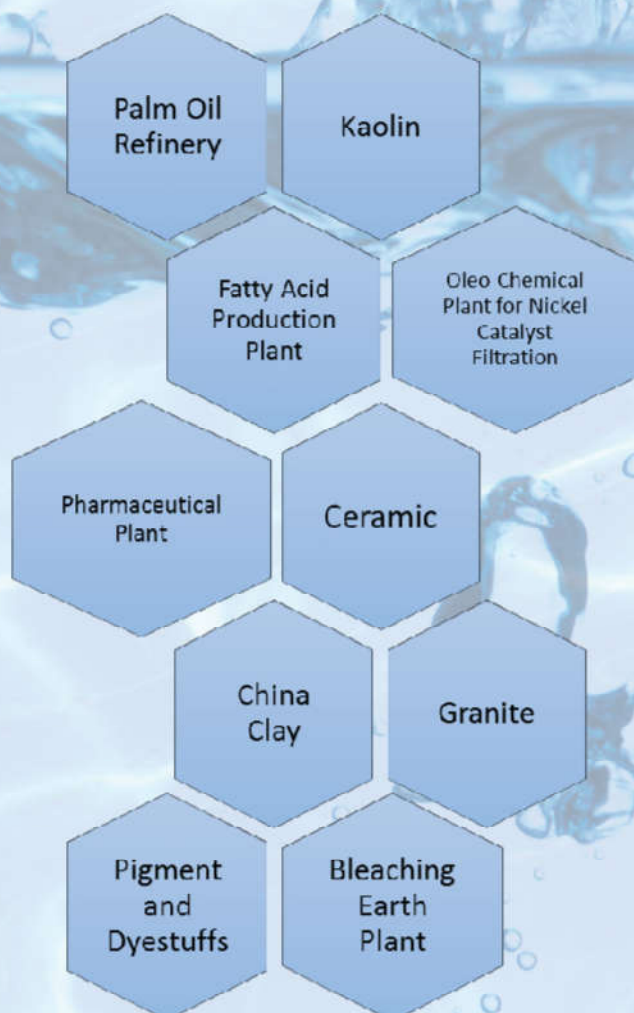 Palm Oil
Refinery
Kaolin
Fatty Acid
Production
Plant
Oleo Chemical
Plant for Nickel
Catalyst
Filtration
Pharmaceutical
Plant
Ceramic
China
Clay
Granite
Pigment
and
Dyestuffs
Bleaching
Earth
Plant